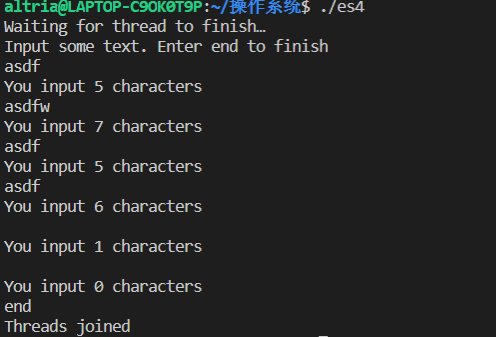 altria@LAPTOP-C9OK0T9P:~/操作系统$ ./es4
Waiting for thread to finish…
Input some text. Enter end to finish
asdf
You input 5 characters
asdfw
You input 7 characters
asdf
You input 5 characters
asdf
You input 6 characters
You input 1 characters
You input 0 characters
end
Threads joined